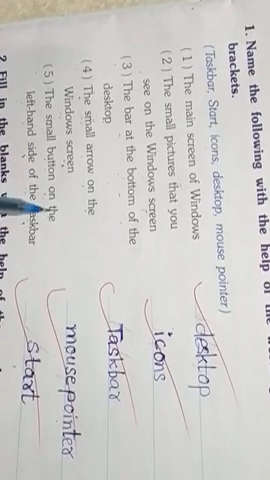 1. Name the following with the help of the
brackets.
(Taskbar, Start, icons, desktop, mouse pointer)
(1) The main screen of Windows desktop
(2) The small pictures that you
see on the Windows screen icons
(3) The bar at the bottom of the
desktop Taskbar
(4) The small arrow on the
Windows screen mouse pointer
(5) The small button on the
left-hand side of the taskbar start
2 Fill in the blanks the help of